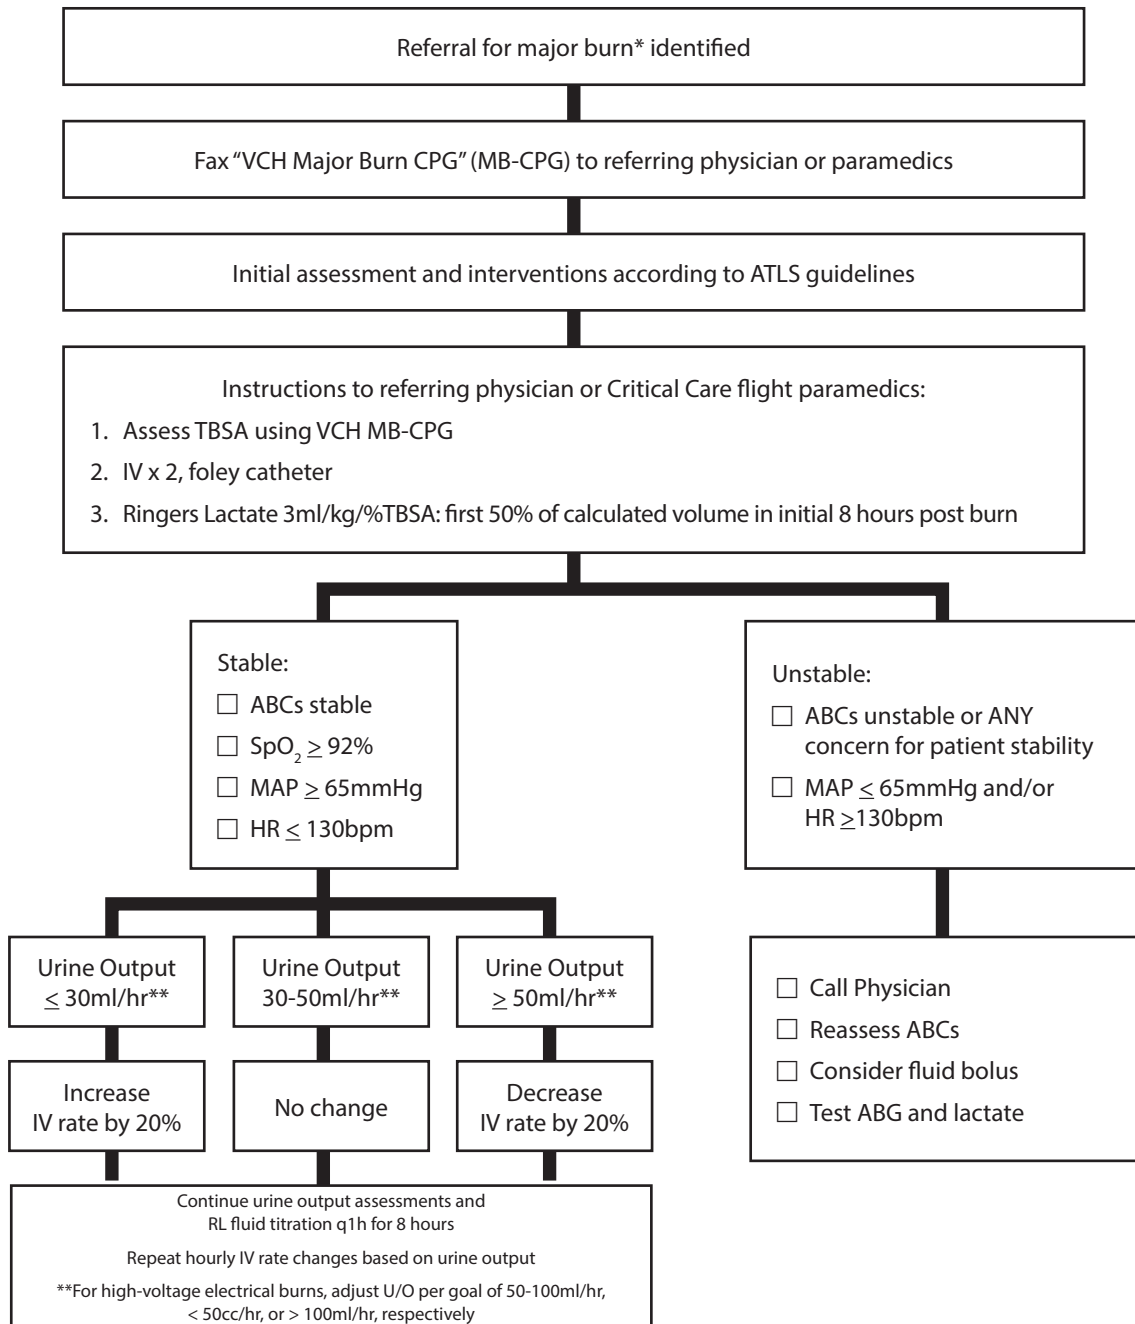 Referral for major burn* identified
Fax “VCH Major Burn CPG” (MB-CPG) to referring physician or paramedics
Initial assessment and interventions according to ATLS guidelines
Instructions to referring physician or Critical Care flight paramedics:
1. Assess TBSA using VCH MB-CPG
2. IV x 2, foley catheter
3. Ringers Lactate 3ml/kg/%TBSA: first 50% of calculated volume in initial 8 hours post burn
Stable:
☐ ABCs stable
☐ SpO₂ ≥ 92%
☐ MAP ≥ 65mmHg
☐ HR ≤ 130bpm
Unstable:
☐ ABCs unstable or ANY
concern for patient stability
☐ MAP ≤ 65mmHg and/or
HR ≥130bpm
Urine Output
≤ 30ml/hr**
Urine Output
30-50ml/hr**
Urine Output
≥ 50ml/hr**
Increase
IV rate by 20%
No change
Decrease
IV rate by 20%
☐ Call Physician
☐ Reassess ABCs
☐ Consider fluid bolus
☐ Test ABG and lactate
Continue urine output assessments and
RL fluid titration q1h for 8 hours
Repeat hourly IV rate changes based on urine output
**For high-voltage electrical burns, adjust U/O per goal of 50-100ml/hr,
< 50cc/hr, or > 100ml/hr, respectively